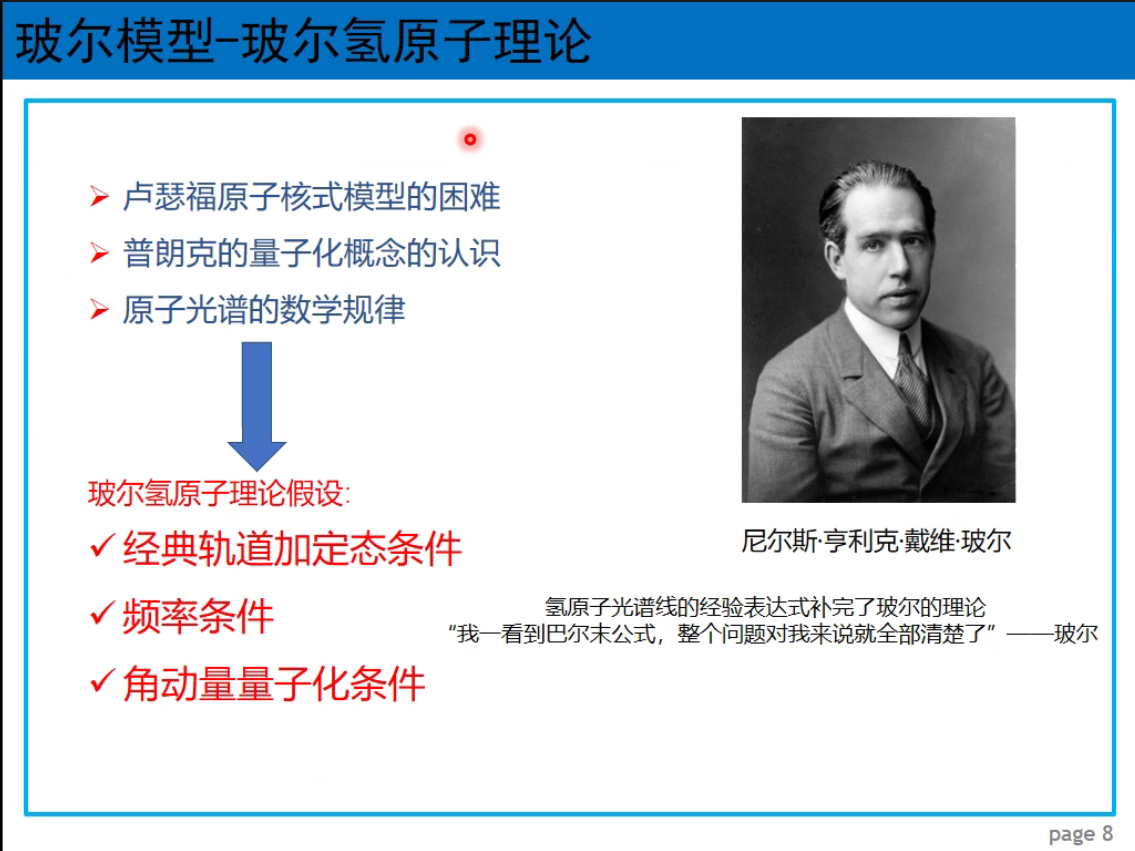 玻尔模型-玻尔氢原子理论
卢瑟福原子核式模型的困难
普朗克的量子化概念的认识
原子光谱的数学规律
玻尔氢原子理论假设:
经典轨道加定态条件
频率条件
角动量量子化条件
尼尔斯·亨利克·戴维·玻尔
氢原子光谱线的经验表达式补完了玻尔的理论
“我一看到巴尔末公式，整个问题对我来说就全部清楚了”——玻尔
page 8